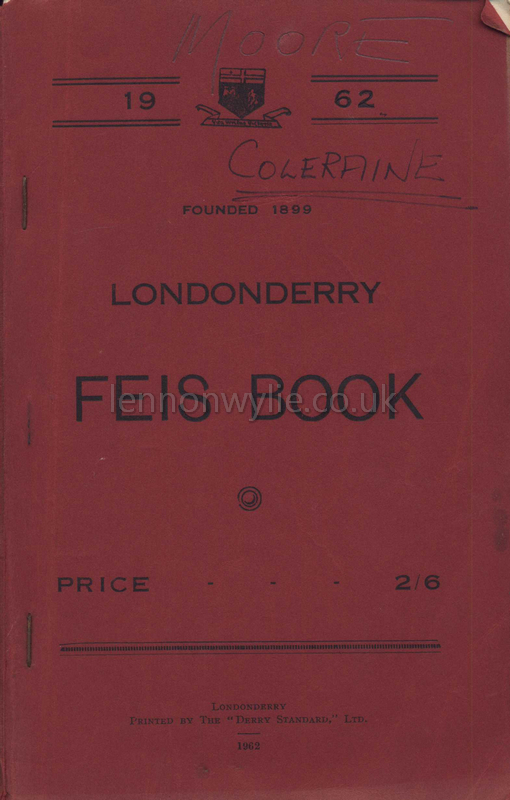 MOORE
19 62
COLERAINE
FOUNDED 1899
LONDONDERRY
FEIS BOOK
lennonwylie.co.uk
PRICE - - - 2/6
LONDONDERRY
PRINTED BY THE "DERRY STANDARD," LTD.
1962